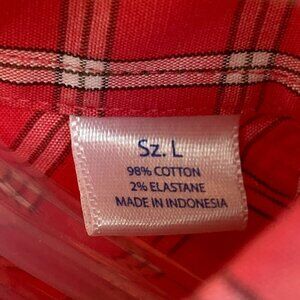 Sz. L
98% COTTON
2% ELASTANE
MADE IN INDONESIA